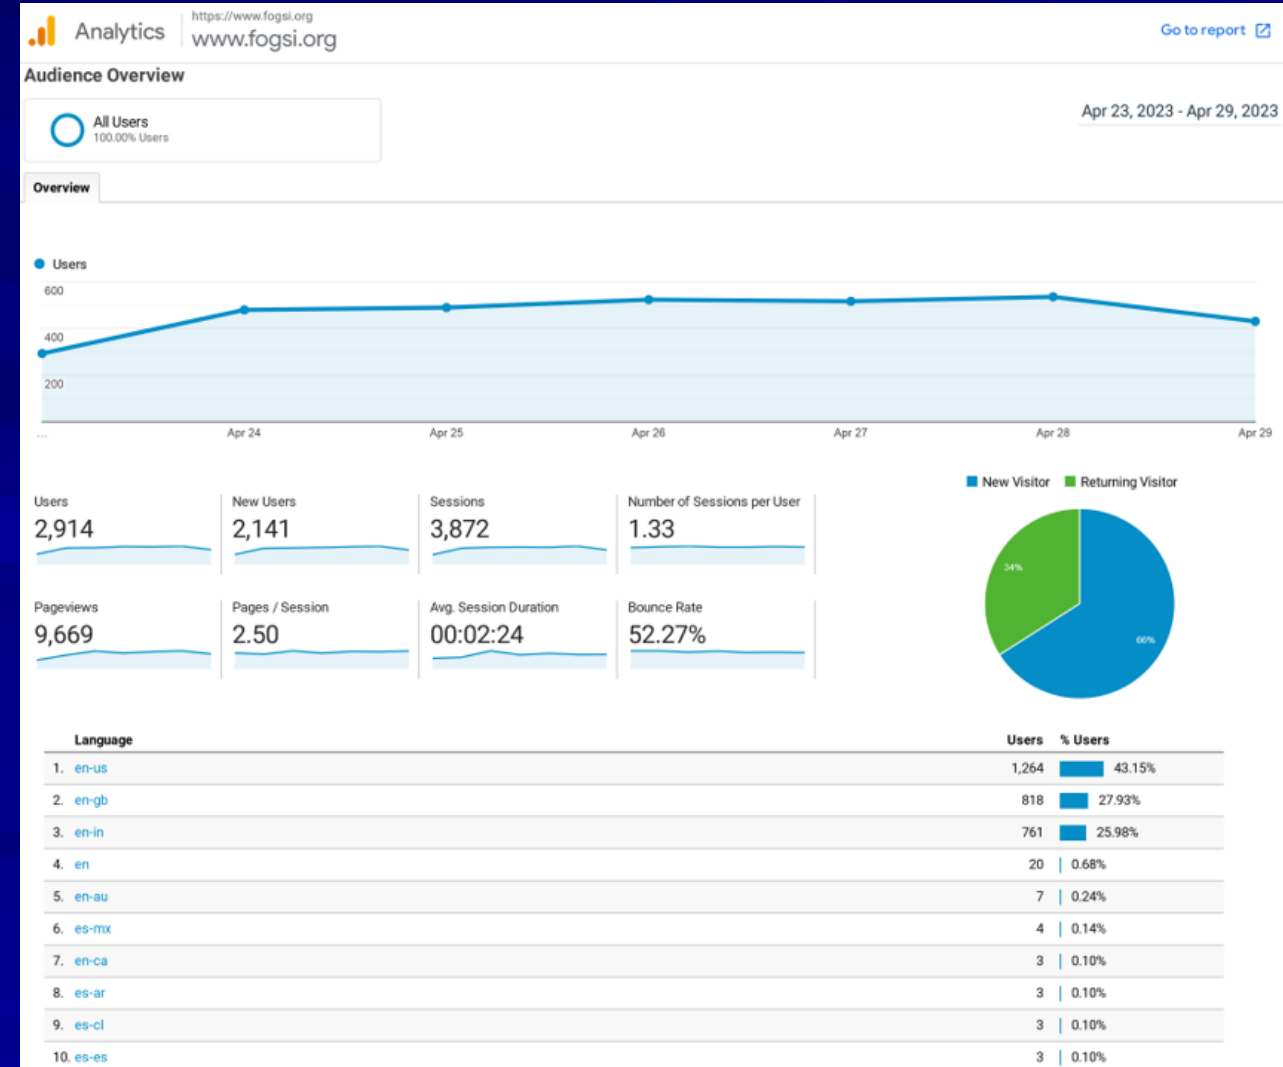 https://www.fogsi.org
Analytics
www.fogsi.org
Go to report
Audience Overview
All Users
100.00% Users
Apr 23, 2023 - Apr 29, 2023
Overview
Users
600
400
200
... Apr 24 Apr 25 Apr 26 Apr 27 Apr 28 Apr 29
New Visitor Returning Visitor
Users New Users Sessions Number of Sessions per User
2,914 2,141 3,872 1.33
34%
66%
Pageviews Pages / Session Avg. Session Duration Bounce Rate
9,669 2.50 00:02:24 52.27%
Language Users % Users
1. en-us 1,264 43.15%
2. en-gb 818 27.93%
3. en-in 761 25.98%
4. en 20 0.68%
5. en-au 7 0.24%
6. es-mx 4 0.14%
7. en-ca 3 0.10%
8. es-ar 3 0.10%
9. es-cl 3 0.10%
10. es-es 3 0.10%